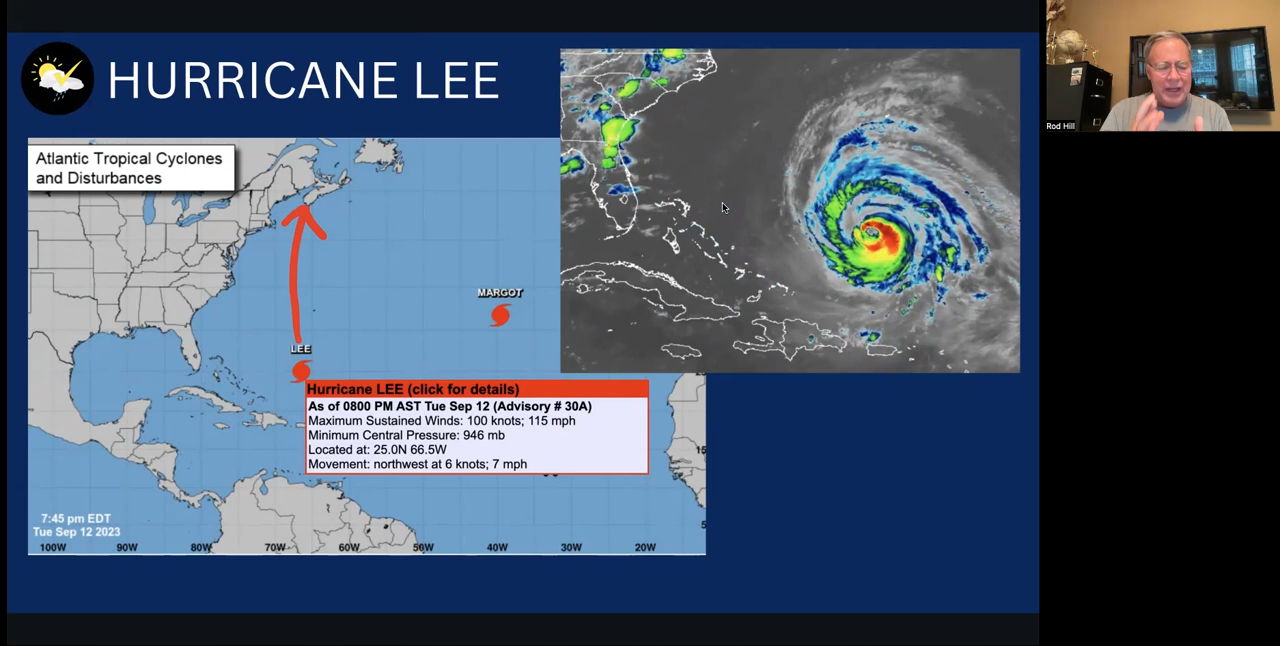 HURRICANE LEE
Rod Hill
Atlantic Tropical Cyclones
and Disturbances
MARGOT
LEE
Hurricane LEE (click for details)
As of 0800 PM AST Tue Sep 12 (Advisory # 30A)
Maximum Sustained Winds: 100 knots; 115 mph
Minimum Central Pressure: 946 mb
Located at: 25.0N 66.5W
Movement: northwest at 6 knots; 7 mph
15
7:45 pm EDT
Tue Sep 12 2023
5
100W 90W 80W 70W 60W 50W 40W 30W 20W